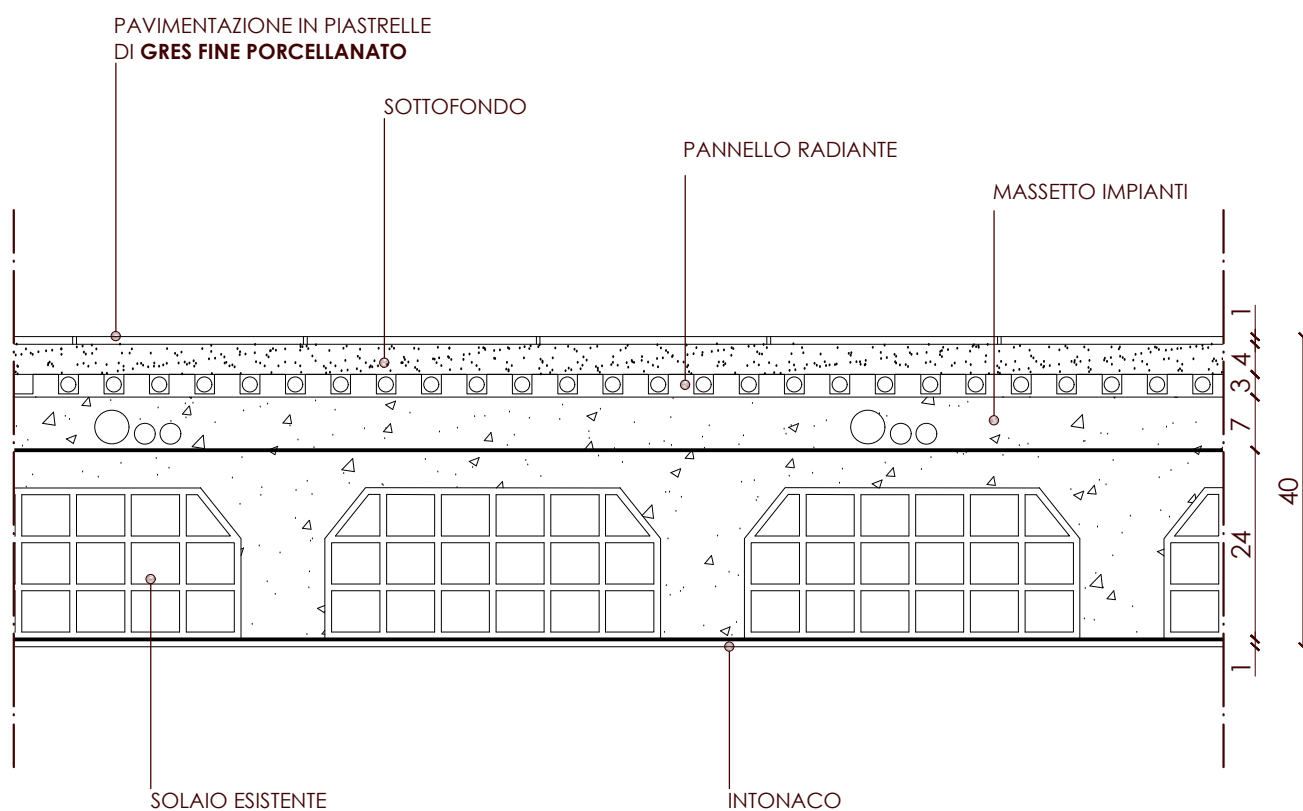 PAVIMENTAZIONE IN PIASTRELLE
DI GRES FINE PORCELLANATO
SOTTOFONDO
PANNELLO RADIANTE
MASSETTO IMPIANTI
1
4
3
7
24
1
40
SOLAIO ESISTENTE
INTONACO